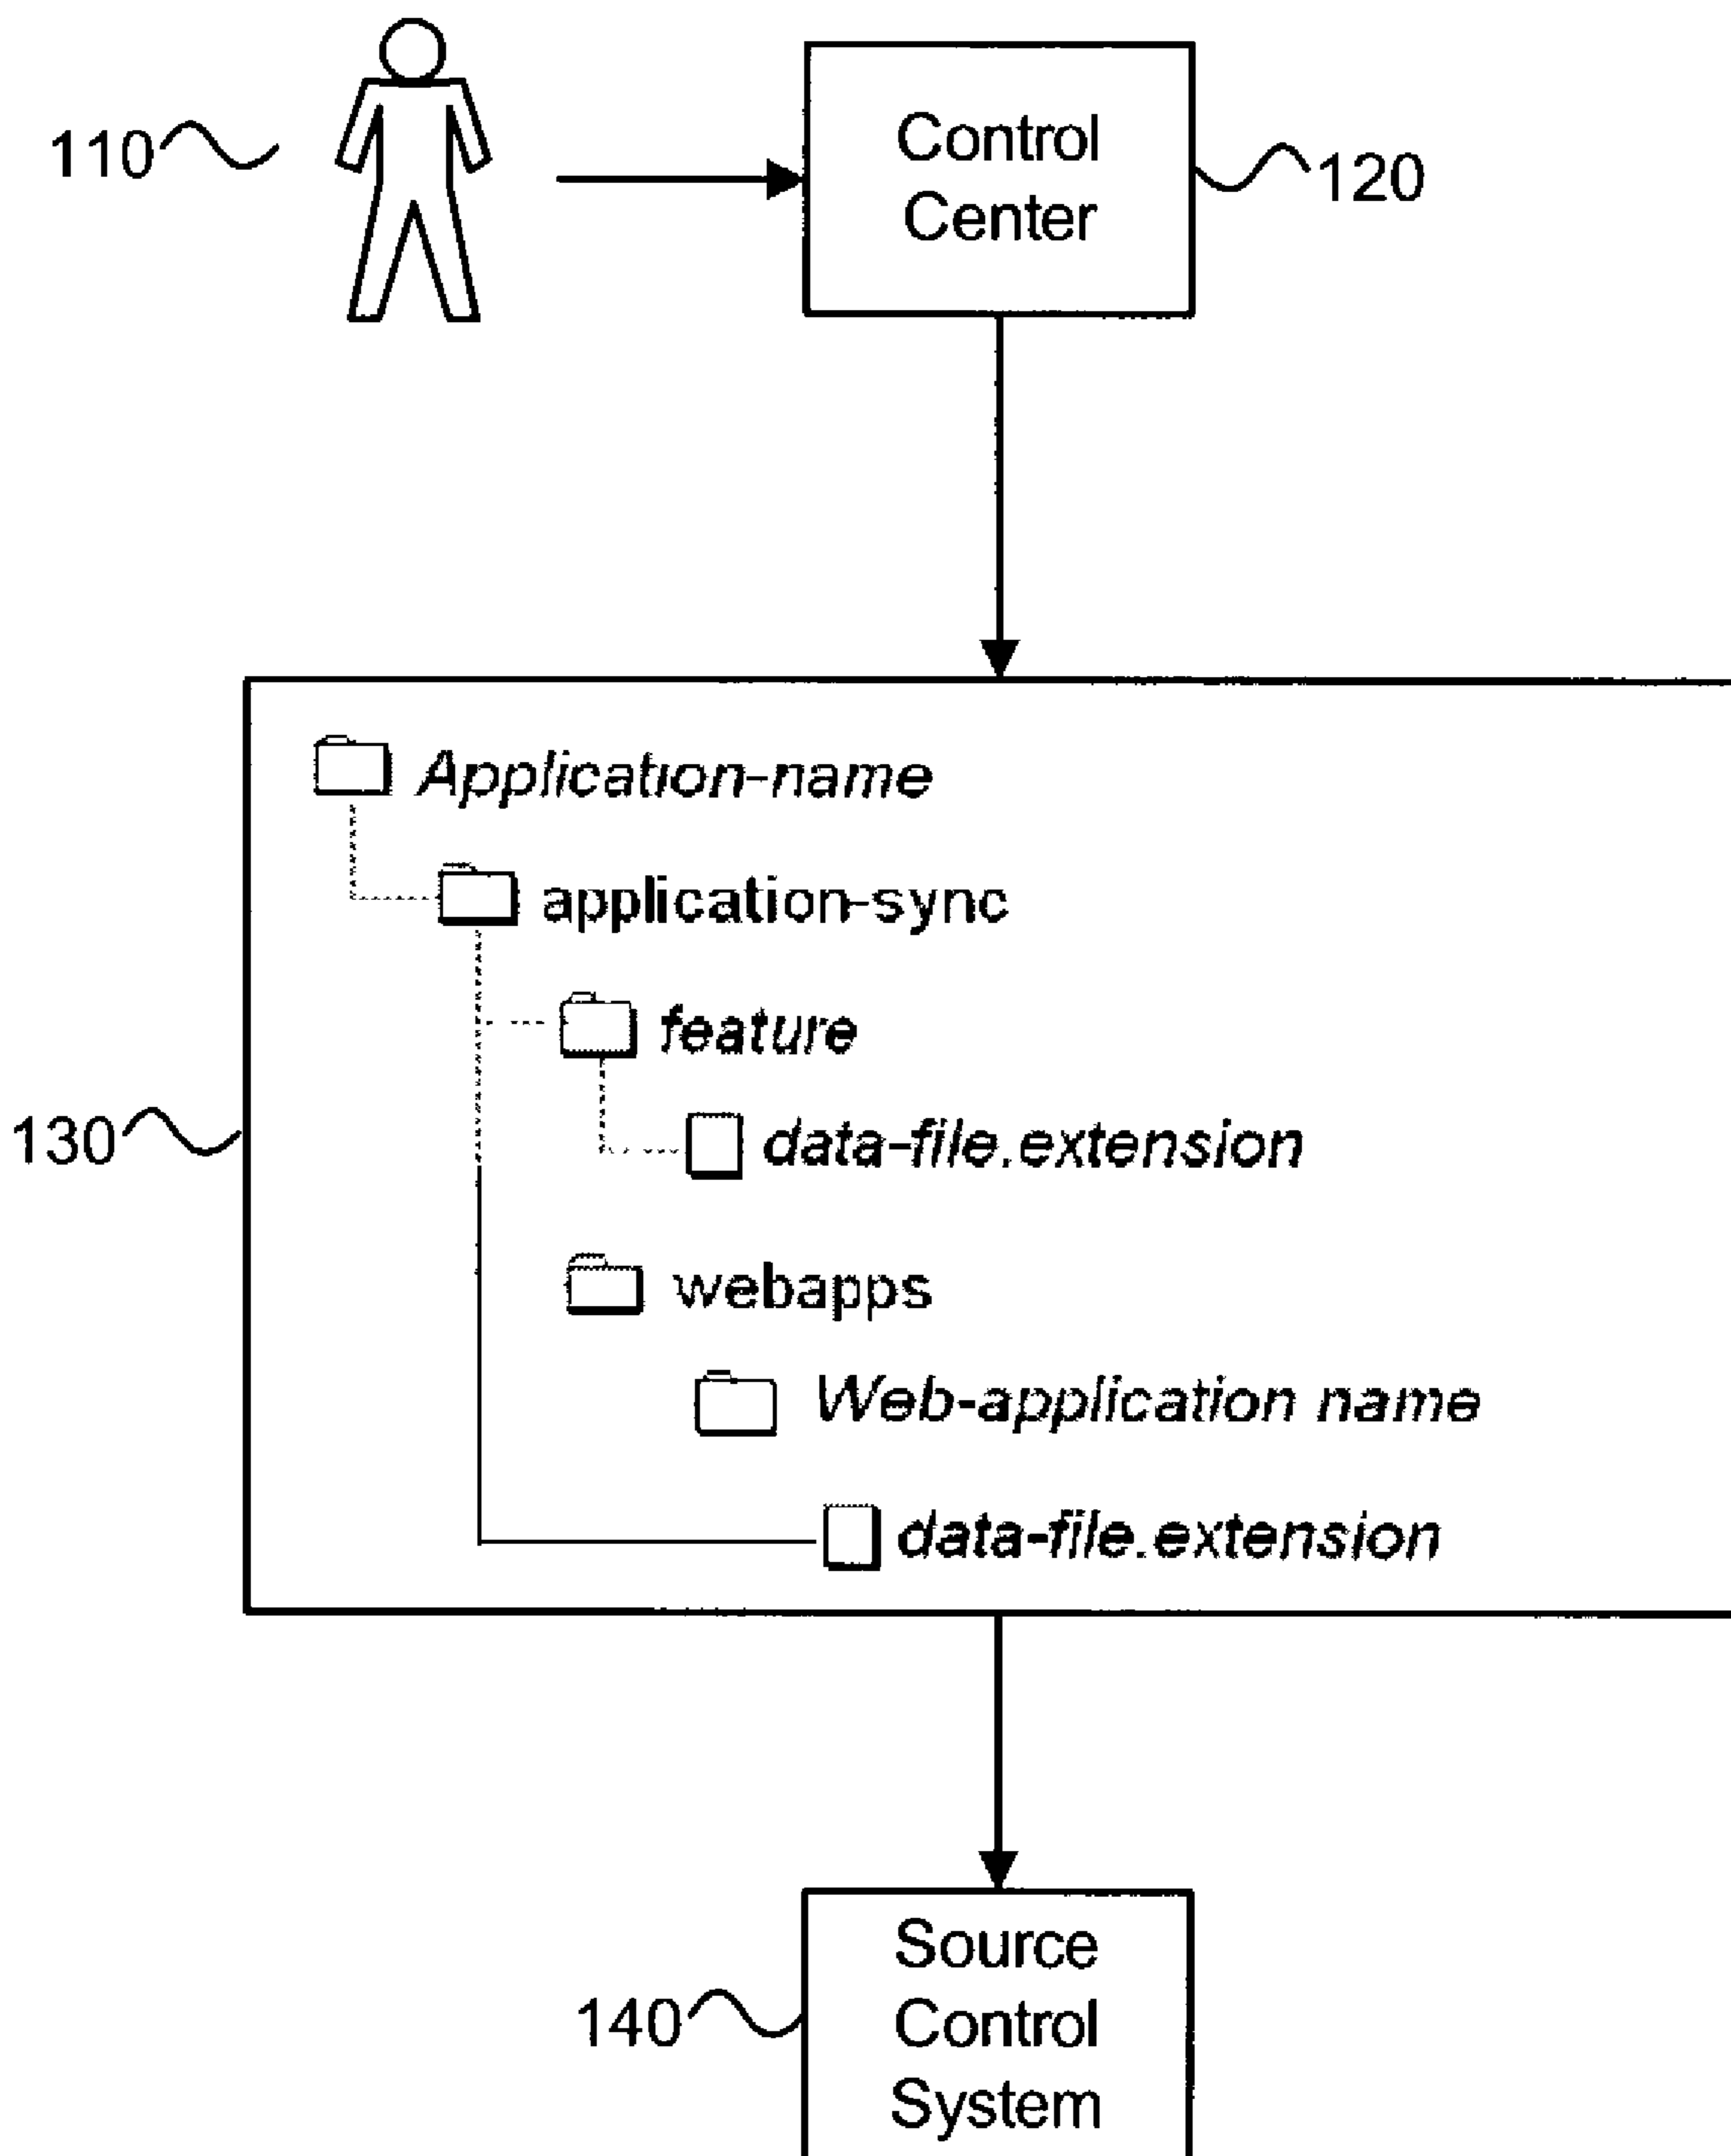 110
Control
Center
120
Application-name
application-sync
feature
130
data-file.extension
webapps
Web-application name
data-file.extension
140
Source
Control
System